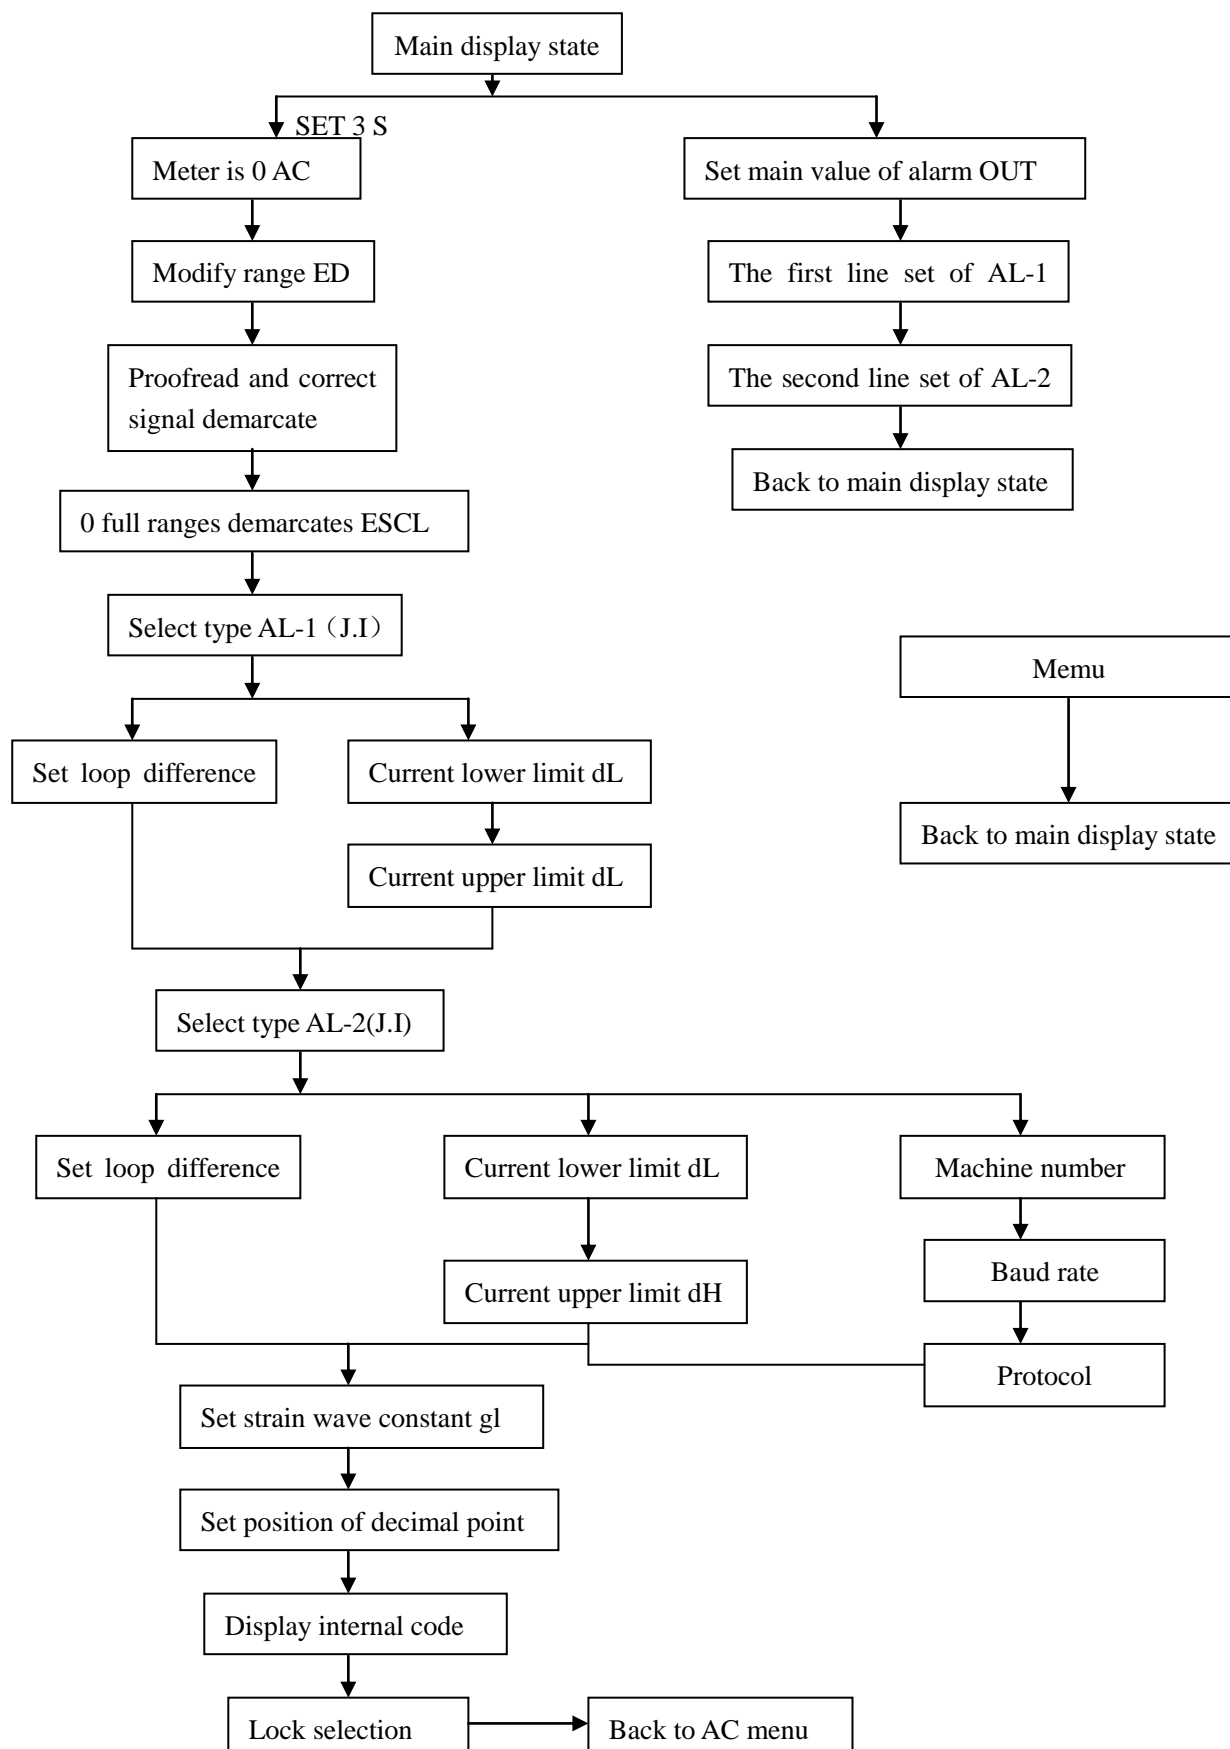 Main display state
SET 3 S
Meter is 0 AC
Set main value of alarm OUT
Modify range ED
The first line set of AL-1
Proofread and correct
signal demarcate
The second line set of AL-2
Back to main display state
0 full ranges demarcates ESCL
Select type AL-1（J.I）
Memu
Set loop difference
Current lower limit dL
Back to main display state
Current upper limit dL
Select type AL-2(J.I)
Set loop difference
Current lower limit dL
Machine number
Baud rate
Current upper limit dH
Protocol
Set strain wave constant gl
Set position of decimal point
Display internal code
Lock selection
Back to AC menu